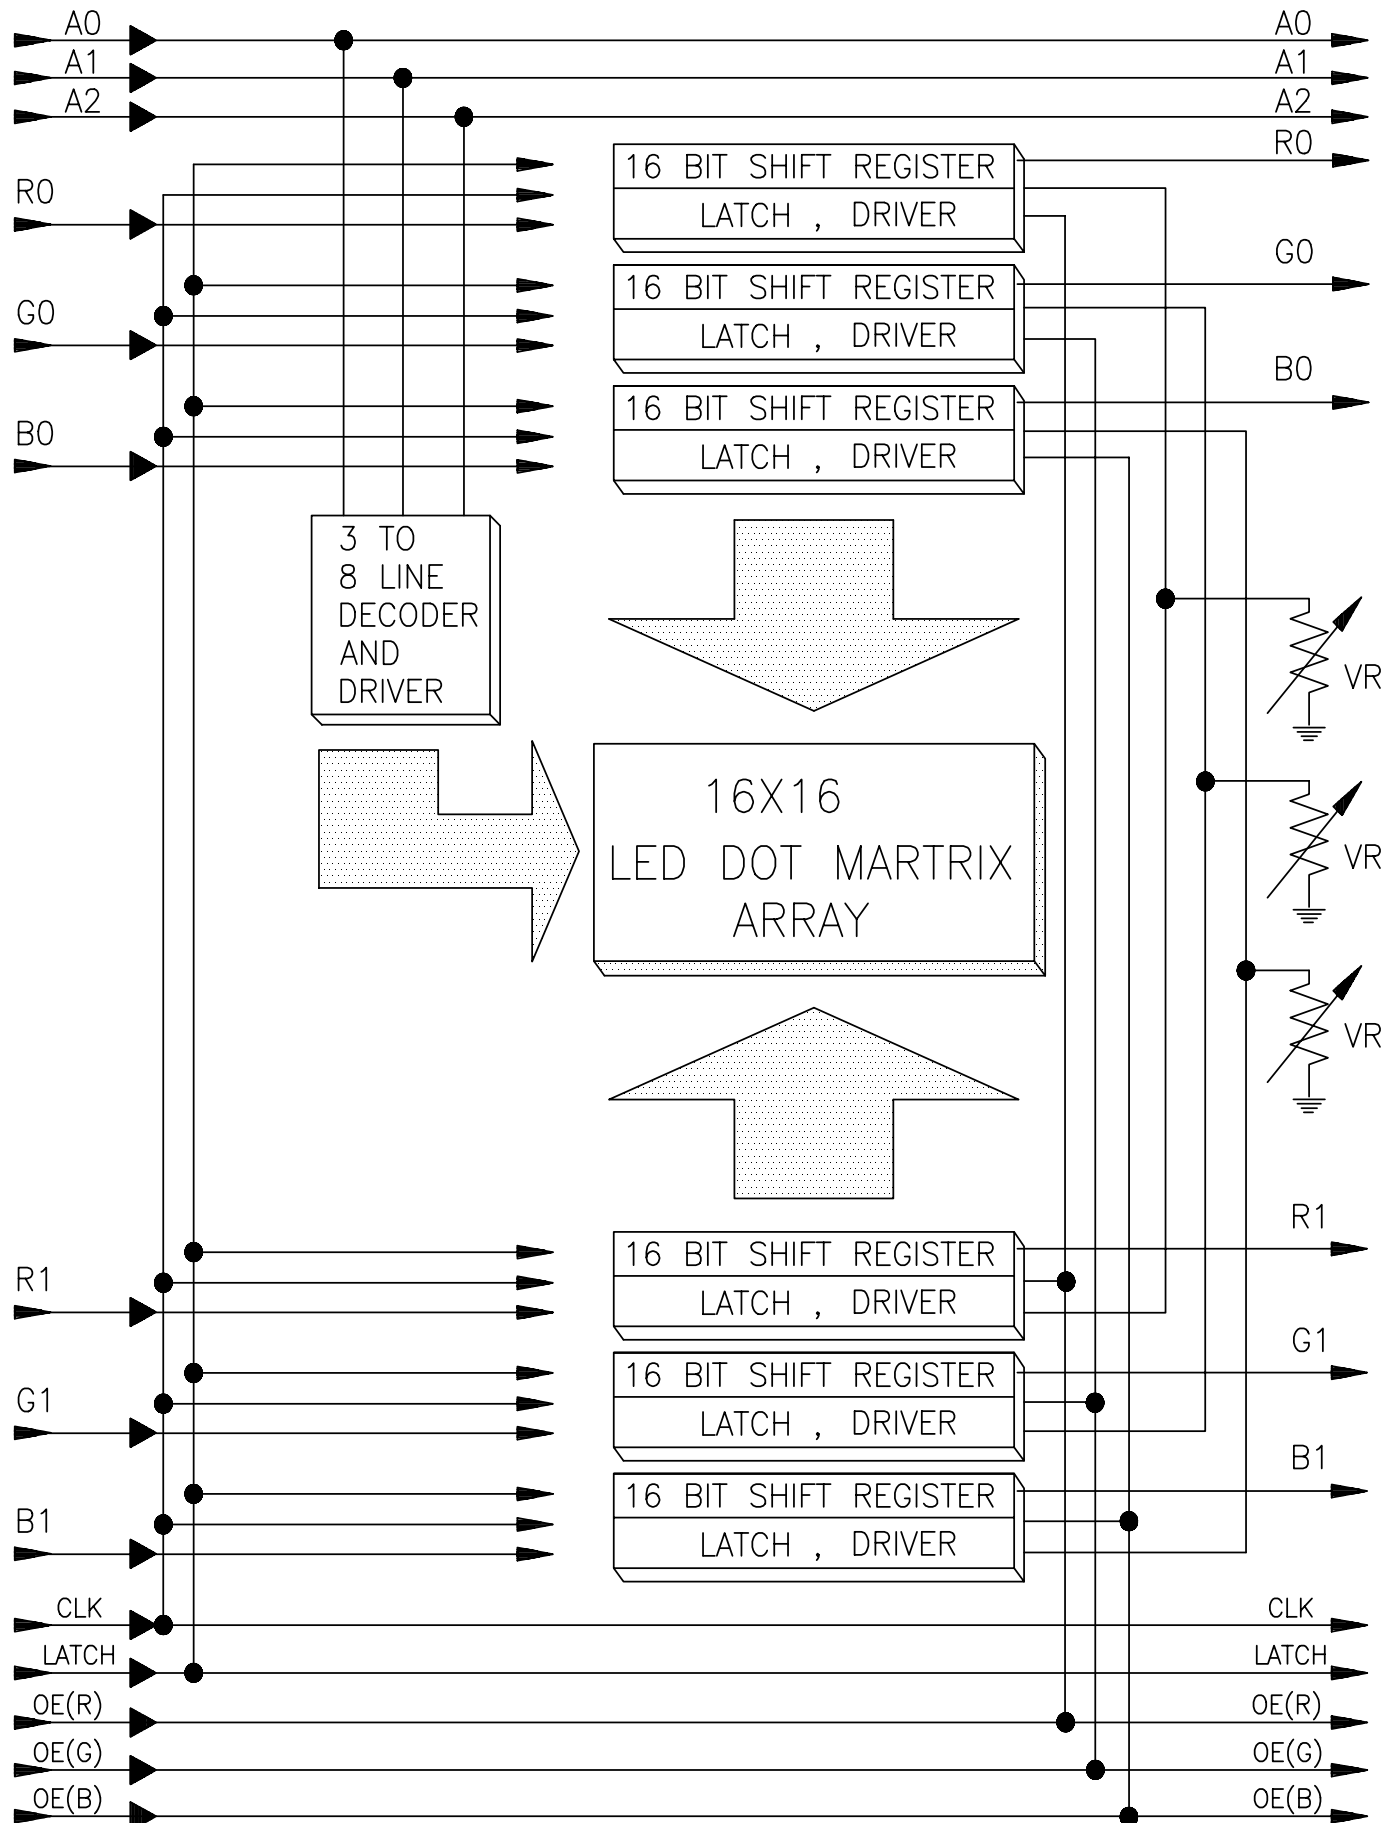 A0 A0
A1 A1
A2 A2
R0
16 BIT SHIFT REGISTER
R0
LATCH , DRIVER
G0
16 BIT SHIFT REGISTER
G0
LATCH , DRIVER
B0
16 BIT SHIFT REGISTER
B0
LATCH , DRIVER
3 TO
8 LINE
DECODER
AND
DRIVER
VR
16X16
LED DOT MARTRIX
ARRAY
VR
VR
R1
16 BIT SHIFT REGISTER
R1
LATCH , DRIVER
G1
16 BIT SHIFT REGISTER
G1
LATCH , DRIVER
B1
16 BIT SHIFT REGISTER
B1
LATCH , DRIVER
CLK CLK
LATCH LATCH
OE(R) OE(R)
OE(G) OE(G)
OE(B) OE(B)